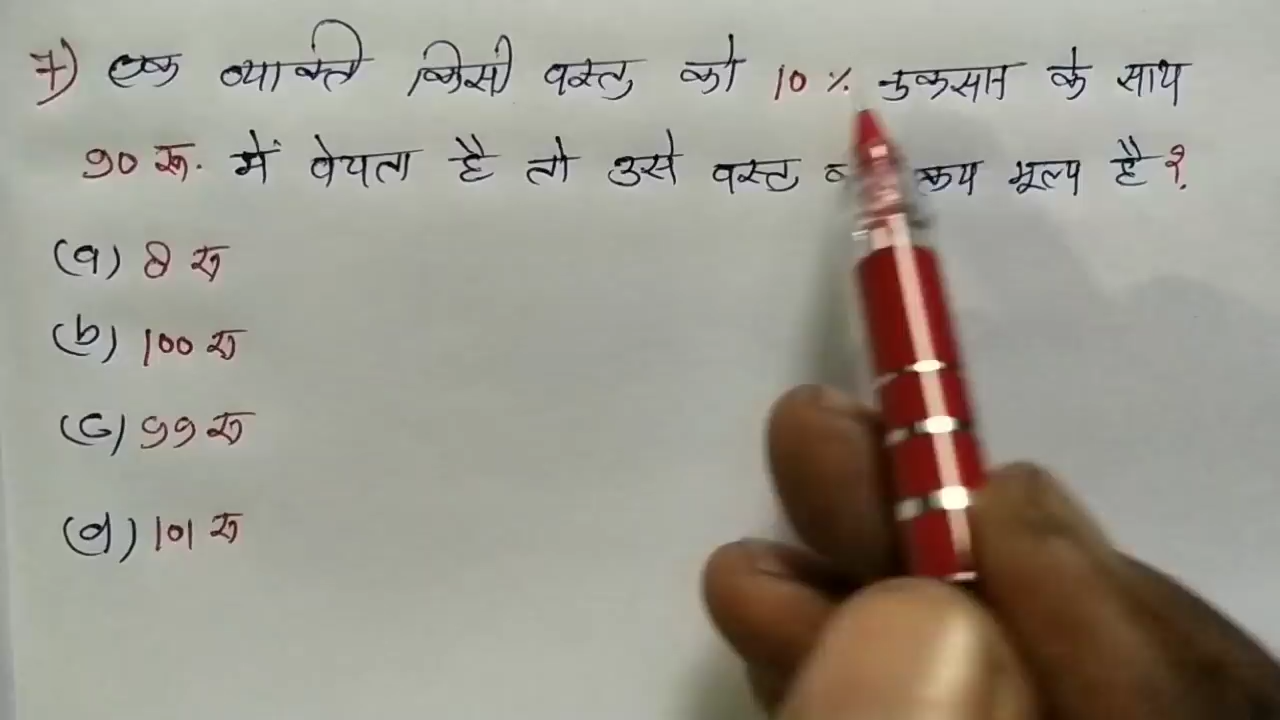 7) एक व्यक्ति किसी वस्तु को 10 % नुकसान के साथ
90 रू. में बेचता है तो उसे वस्तु क्रय मूल्य है ?
(a) 8 रु
(b) 100 रु
(c) 99 रु
(d) 101 रु